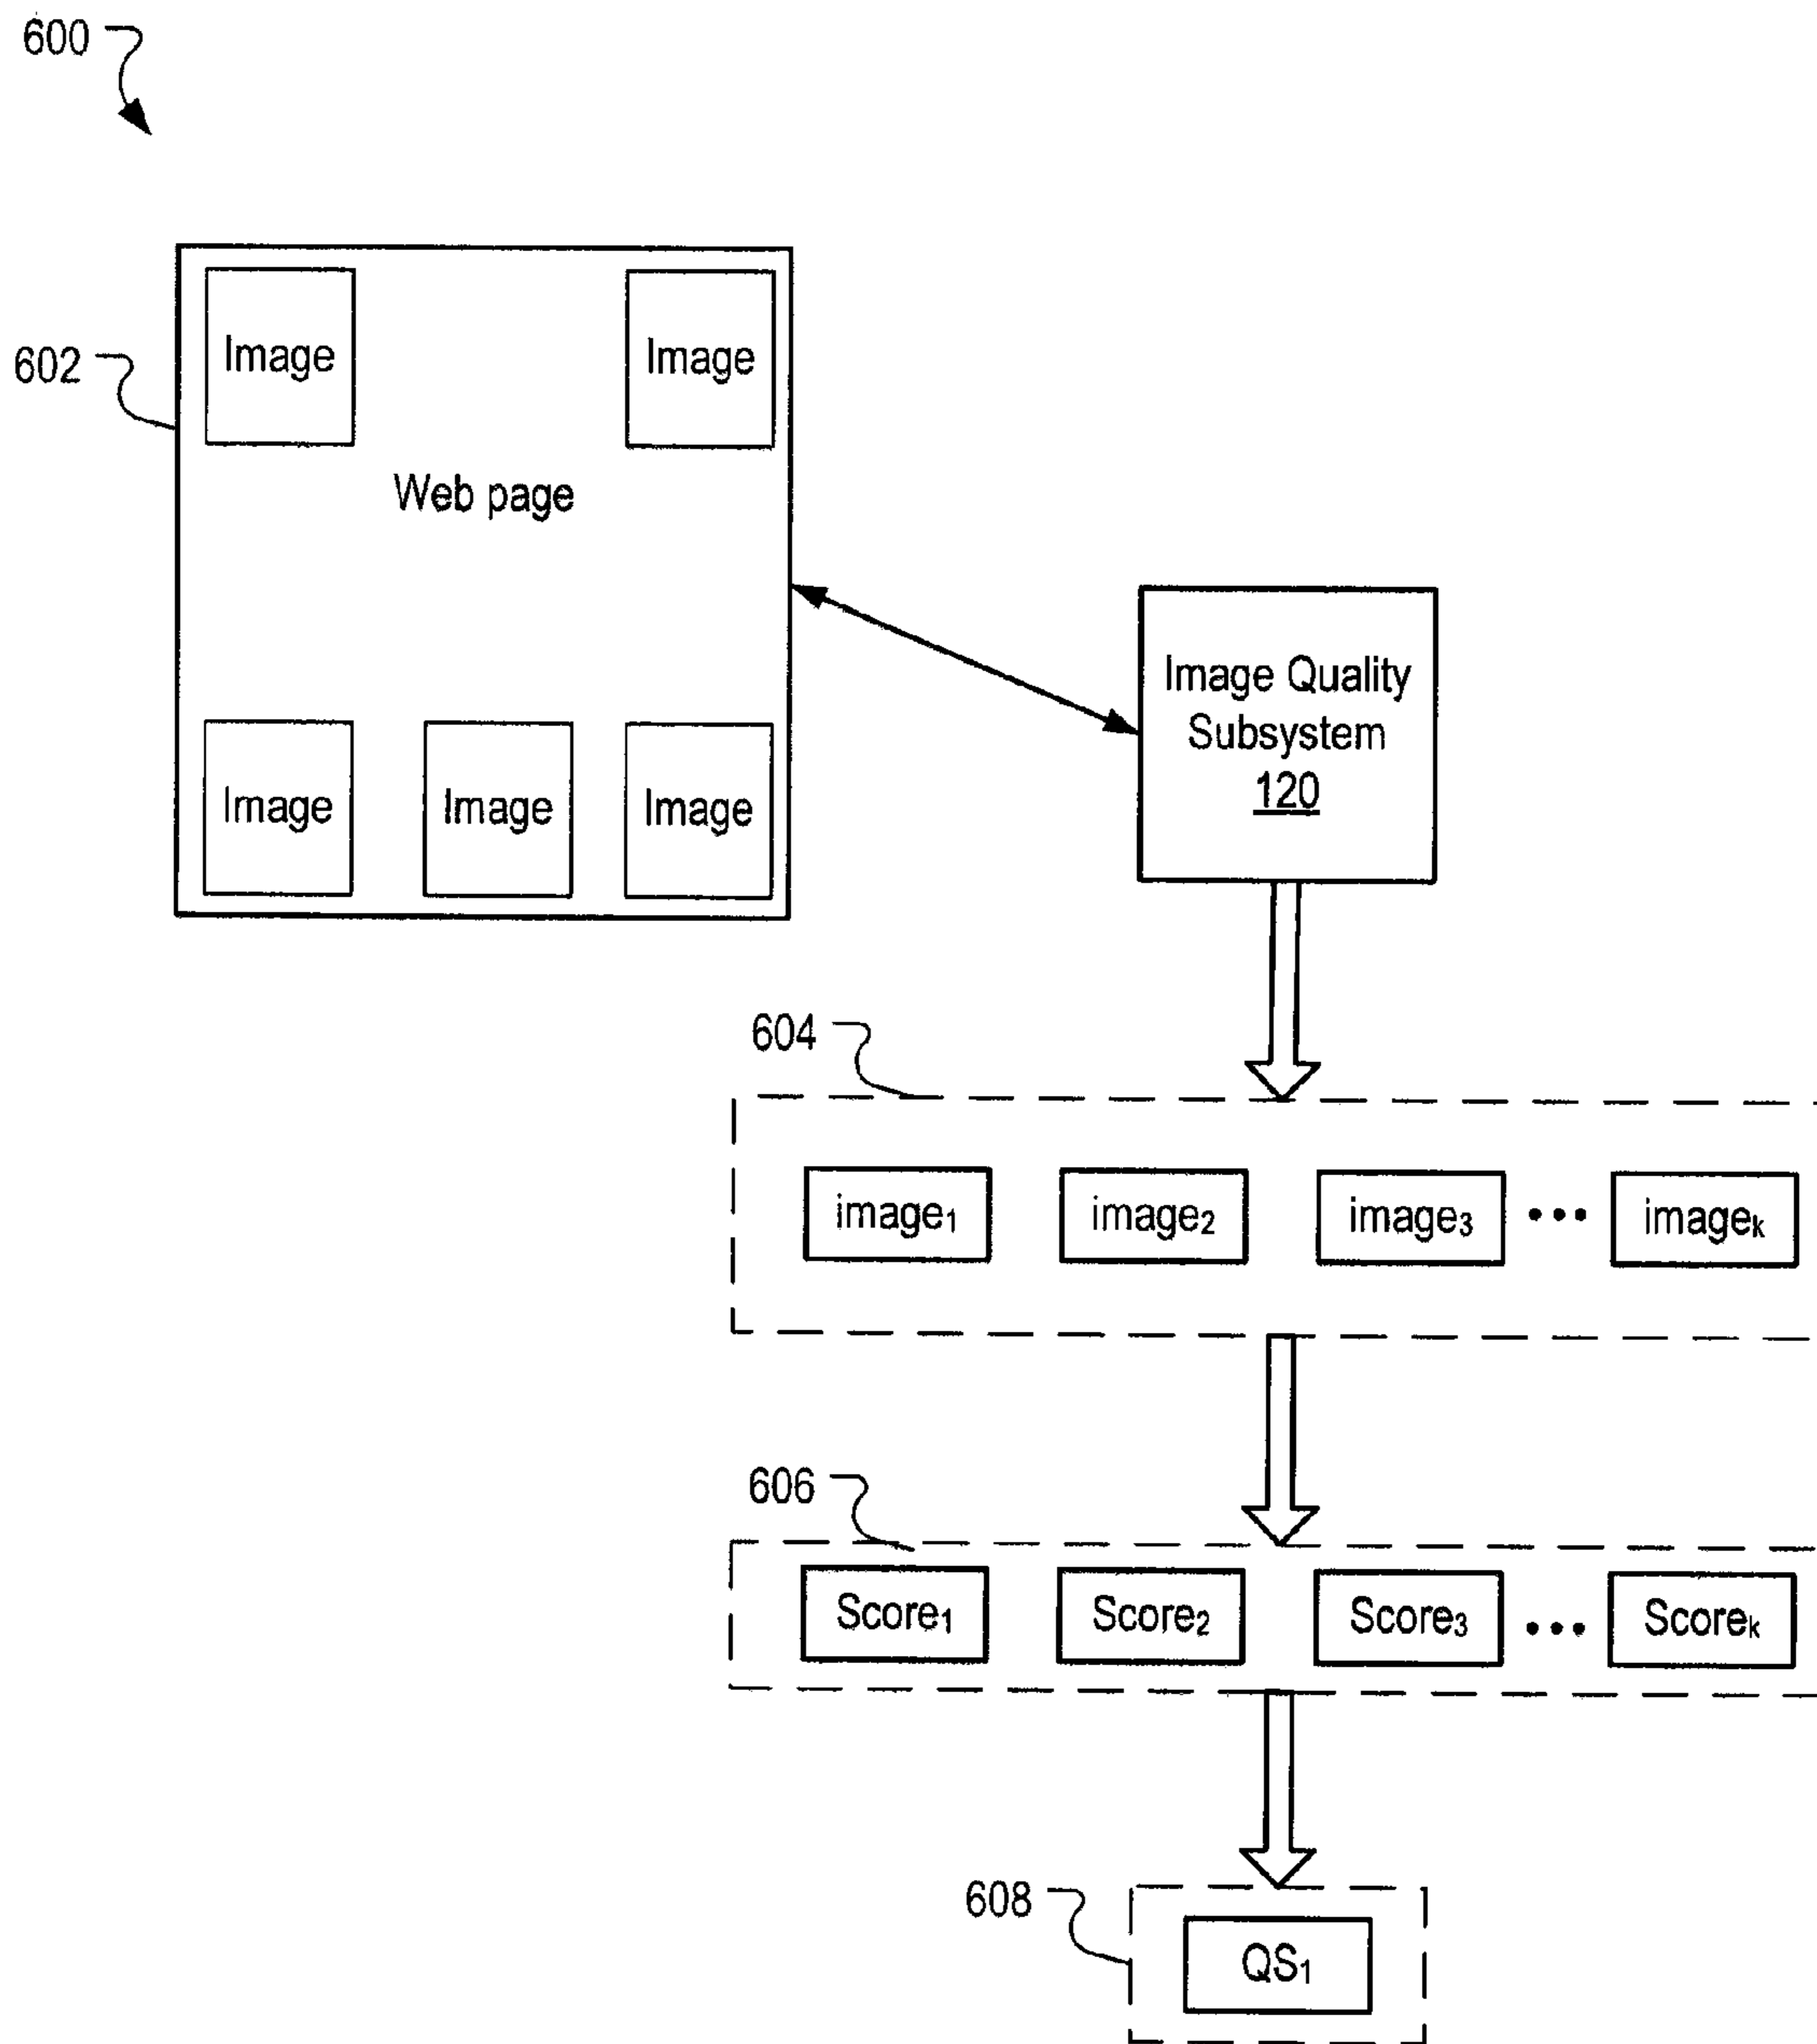 600
602
Image Image
Web page
Image Image Image
Image Quality
Subsystem
120
604
image₁ image₂ image₃ ••• imageₖ
606
Score₁ Score₂ Score₃ ••• Scoreₖ
608
QS₁